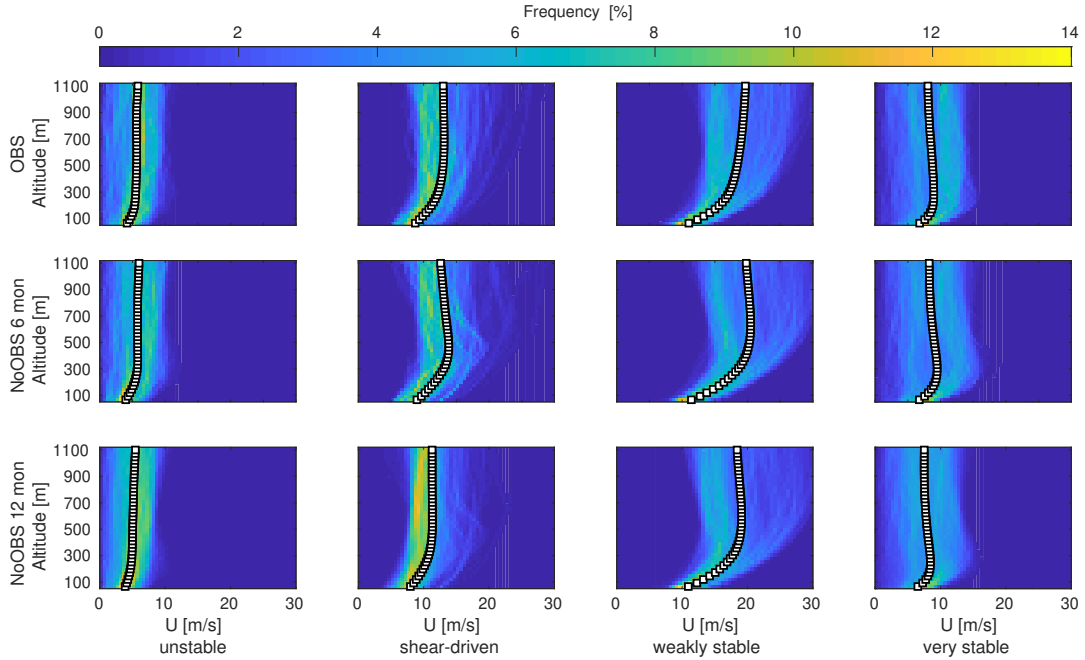 Frequency [%]
0 2 4 6 8 10 12 14
OBS
Altitude [m]
1100
900
700
500
300
100
NoOBS 6 mon
Altitude [m]
1100
900
700
500
300
100
NoOBS 12 mon
Altitude [m]
1100
900
700
500
300
100
0 10 20 30 0 10 20 30 0 10 20 30 0 10 20 30
U [m/s] U [m/s] U [m/s] U [m/s]
unstable shear-driven weakly stable very stable